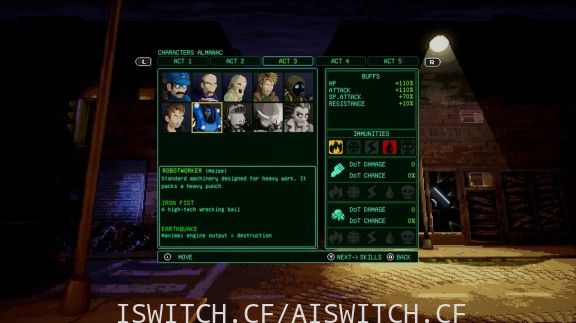 CHARACTERS ALMANAC
L ACT 1 ACT 2 ACT 3 ACT 4 ACT 5 R
BUFFS
HP +110%
ATTACK +110%
SP.ATTACK +70%
RESISTANCE +10%
IMMUNITIES
DoT DAMAGE 0
DoT CHANCE 0%
DoT DAMAGE 0
DoT CHANCE 0%
ROBOTWORKER (Melee)
Standard machinery designed for heavy work. It
packs a heavy punch
IRON FIST
A high-tech wrecking ball
EARTHQUAKE
Maximal engine output = destruction
MOVE
NEXT-> SKILLS
BACK
ISWITCH.CF/AISWITCH.CF